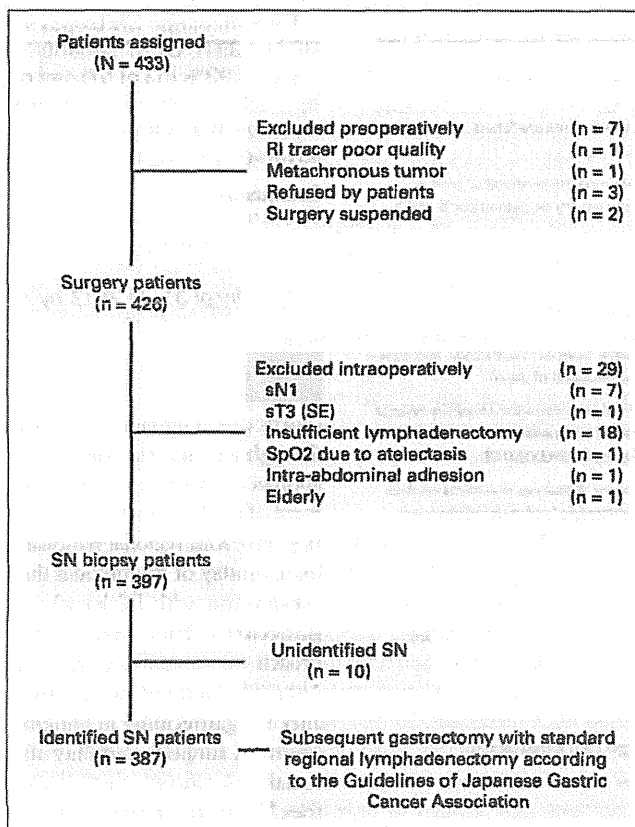 Patients assigned
(N = 433)
Excluded preoperatively (n = 7)
RI tracer poor quality (n = 1)
Metachronous tumor (n = 1)
Refused by patients (n = 3)
Surgery suspended (n = 2)
Surgery patients
(n = 426)
Excluded intraoperatively (n = 29)
sN1 (n = 7)
sT3 (SE) (n = 1)
Insufficient lymphadenectomy (n = 18)
SpO2 due to atelectasis (n = 1)
Intra-abdominal adhesion (n = 1)
Elderly (n = 1)
SN biopsy patients
(n = 397)
Unidentified SN
(n = 10)
Identified SN patients
(n = 387)
Subsequent gastrectomy with standard
regional lymphadenectomy according
to the Guidelines of Japanese Gastric
Cancer Association